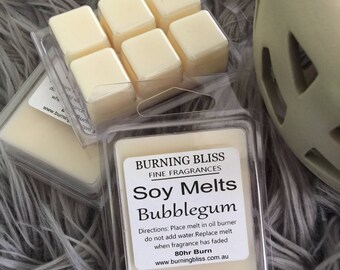 BURNING BLISS
FINE FRAGRANCES
Soy Melts
Bubblegum
Directions: Place melt in oil burner
do not add water.Replace melt
when fragrance has faded
80hr Burn
www.burningbliss.com.au